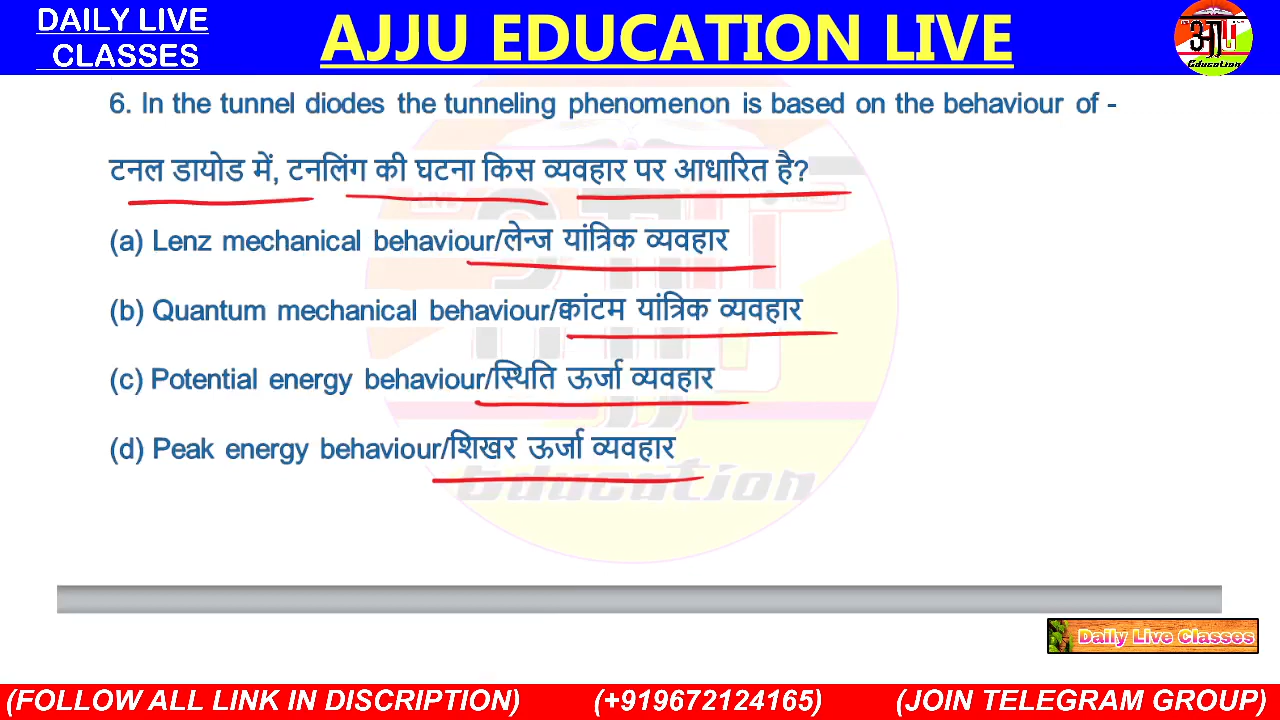 DAILY LIVE
CLASSES
AJJU EDUCATION LIVE
Education
6. In the tunnel diodes the tunneling phenomenon is based on the behaviour of -
टनल डायोड में, टनलिंग की घटना किस व्यवहार पर आधारित है?
(a) Lenz mechanical behaviour/लेन्ज यांत्रिक व्यवहार
(b) Quantum mechanical behaviour/क्वांटम यांत्रिक व्यवहार
(c) Potential energy behaviour/स्थिति ऊर्जा व्यवहार
(d) Peak energy behaviour/शिखर ऊर्जा व्यवहार
Education
Daily Live Classes
(FOLLOW ALL LINK IN DISCRIPTION)
(+919672124165)
(JOIN TELEGRAM GROUP)